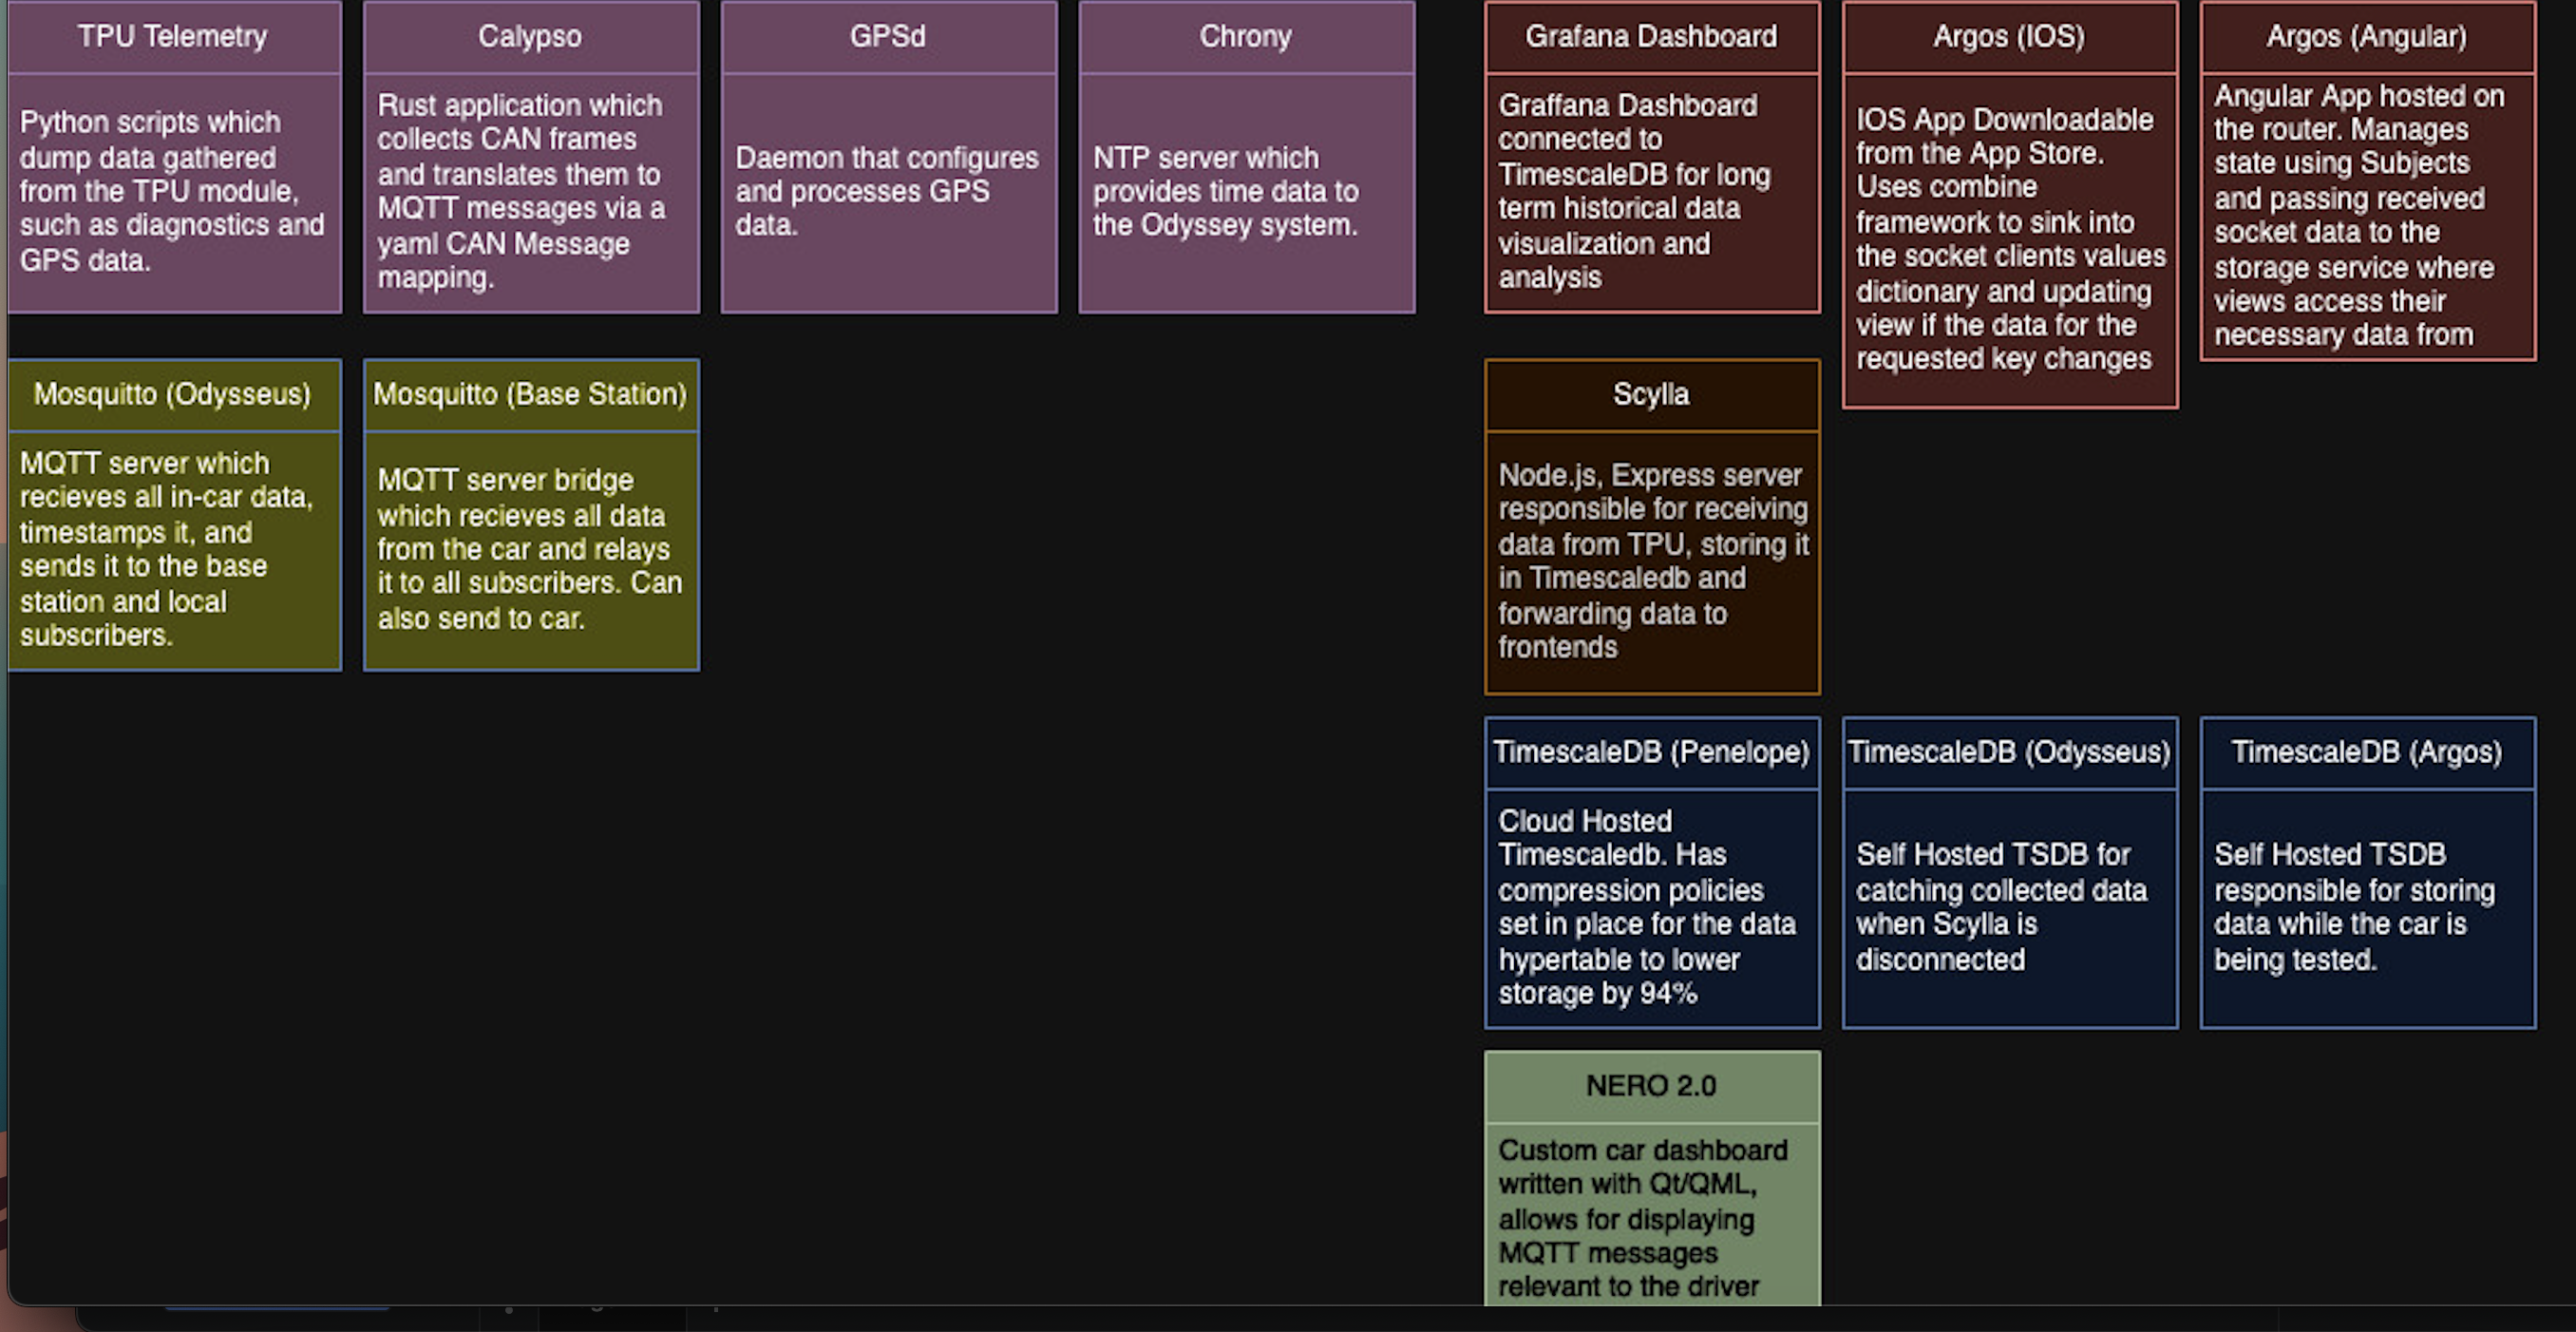 TPU Telemetry
Python scripts which
dump data gathered
from the TPU module,
such as diagnostics and
GPS data.
Calypso
Rust application which
collects CAN frames
and translates them to
MQTT messages via a
yaml CAN Message
mapping.
GPSd
Daemon that configures
and processes GPS
data.
Chrony
NTP server which
provides time data to
the Odyssey system.
Grafana Dashboard
Graffana Dashboard
connected to
TimescaleDB for long
term historical data
visualization and
analysis
Argos (IOS)
IOS App Downloadable
from the App Store.
Uses combine
framework to sink into
the socket clients values
dictionary and updating
view if the data for the
requested key changes
Argos (Angular)
Angular App hosted on
the router. Manages
state using Subjects
and passing received
socket data to the
storage service where
views access their
necessary data from
Mosquitto (Odysseus)
MQTT server which
recieves all in-car data,
timestamps it, and
sends it to the base
station and local
subscribers.
Mosquitto (Base Station)
MQTT server bridge
which recieves all data
from the car and relays
it to all subscribers. Can
also send to car.
Scylla
Node.js, Express server
responsible for receiving
data from TPU, storing it
in Timescaledb and
forwarding data to
frontends
TimescaleDB (Penelope)
Cloud Hosted
Timescaledb. Has
compression policies
set in place for the data
hypertable to lower
storage by 94%
TimescaleDB (Odysseus)
Self Hosted TSDB for
catching collected data
when Scylla is
disconnected
TimescaleDB (Argos)
Self Hosted TSDB
responsible for storing
data while the car is
being tested.
NERO 2.0
Custom car dashboard
written with Qt/QML,
allows for displaying
MQTT messages
relevant to the driver